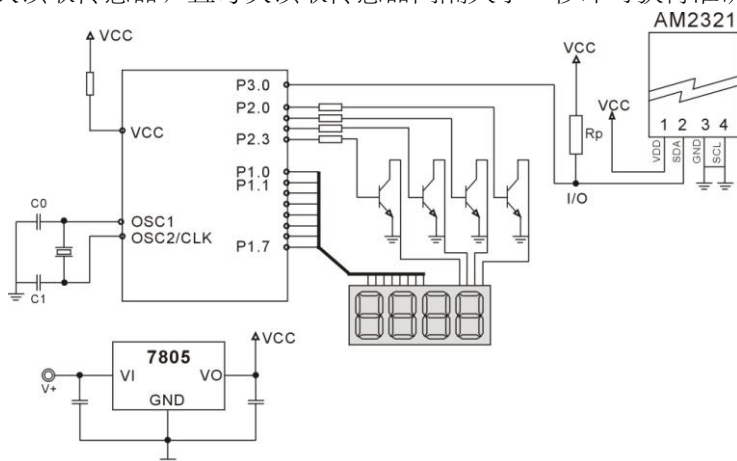 AM2321
VCC
VCC
P3.0
P2.0
P2.3
P1.0
P1.1
P1.7
VCC
OSC1
OSC2/CLK
C0
C1
VCC
Rp
VCC
1 2 3 4
VDD
SDA
GND
SCL
I/O
7805
VI
VO
GND
V+
VCC